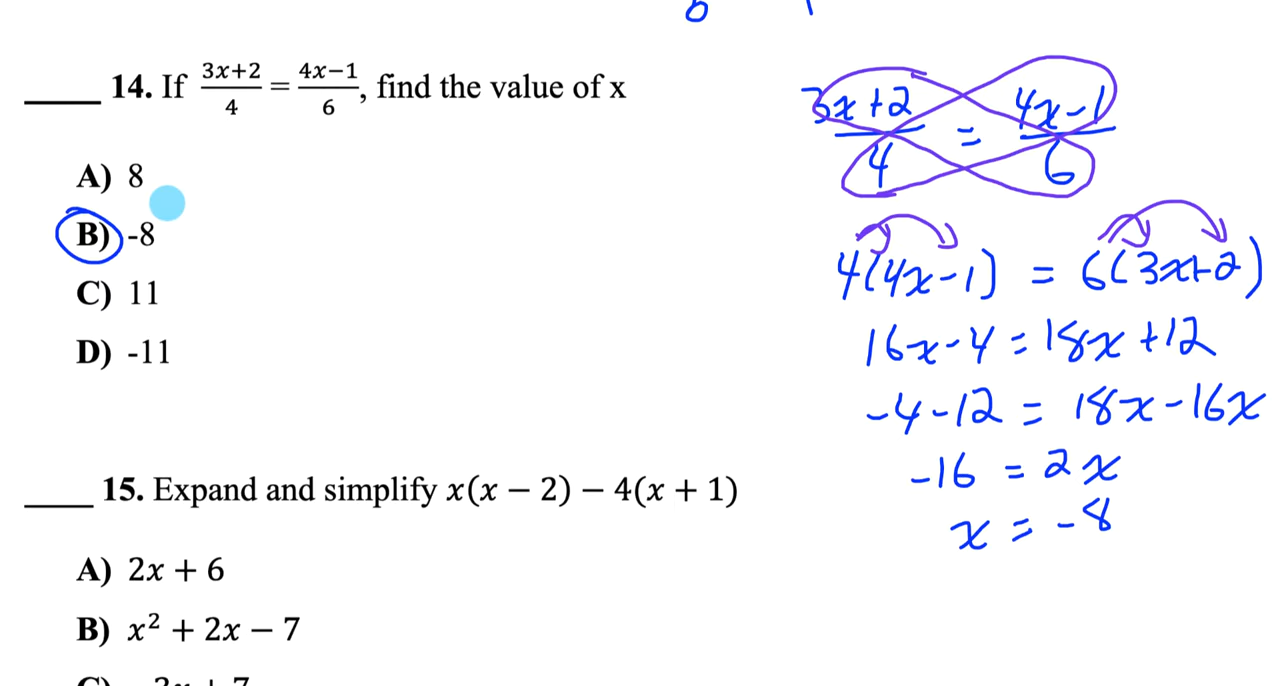 14. If (3x+2)/4 = (4x−1)/6, find the value of x
A) 8
B) -8
C) 11
D) -11
15. Expand and simplify x(x − 2) − 4(x + 1)
A) 2x + 6
B) x² + 2x − 7
(3x+2)/4 = (4x-1)/6
4(4x-1) = 6(3x+2)
16x-4 = 18x+12
-4-12 = 18x-16x
-16 = 2x
x = -8